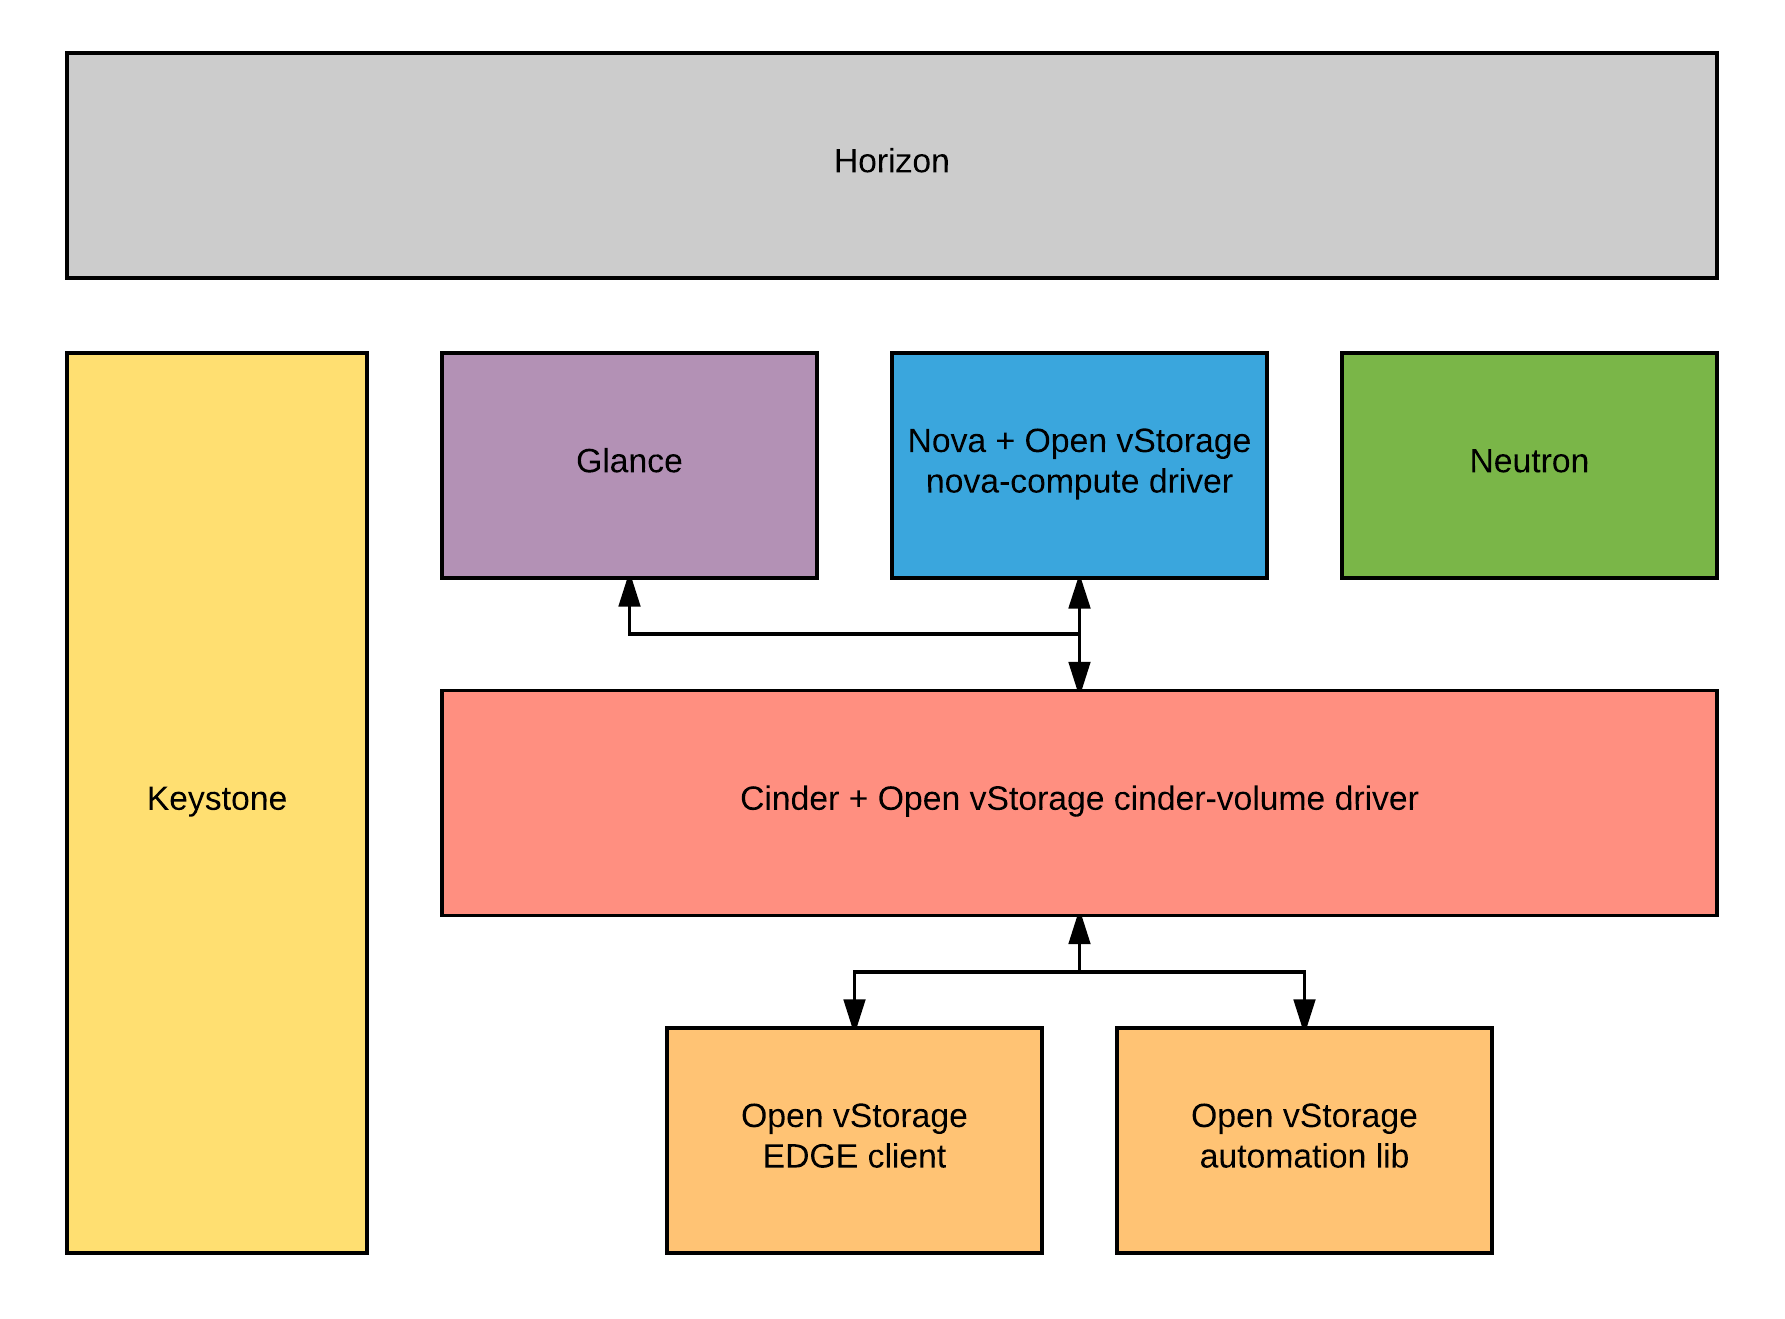 Horizon
Glance
Nova + Open vStorage
nova-compute driver
Neutron
Keystone
Cinder + Open vStorage cinder-volume driver
Open vStorage
EDGE client
Open vStorage
automation lib